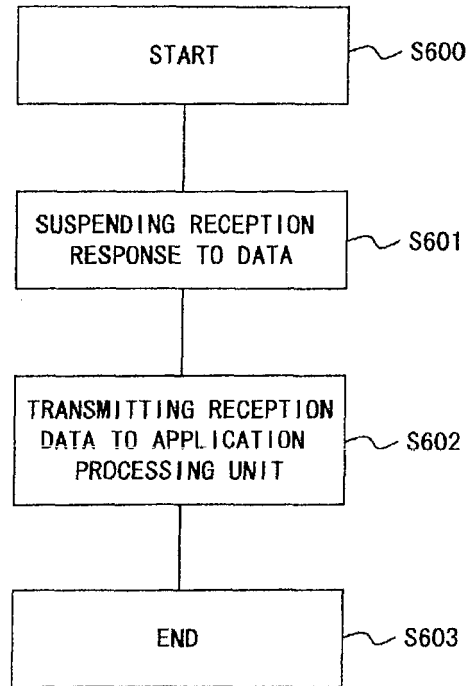 START
S600
SUSPENDING RECEPTION
RESPONSE TO DATA
S601
TRANSMITTING RECEPTION
DATA TO APPLICATION
PROCESSING UNIT
S602
END
S603